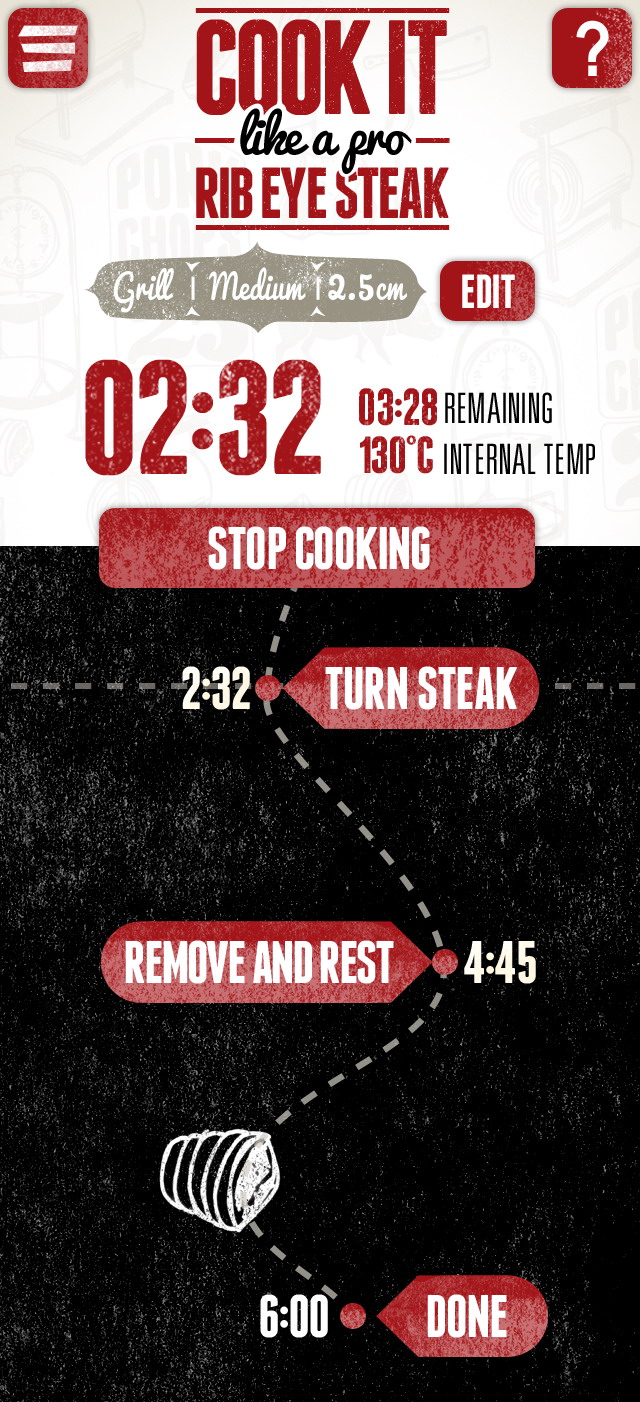 COOK IT
like a pro
RIB EYE STEAK
?
Grill Medium 2.5cm
EDIT
02:32
03:28 REMAINING
130°C INTERNAL TEMP
STOP COOKING
2:32 TURN STEAK
REMOVE AND REST 4:45
6:00 DONE